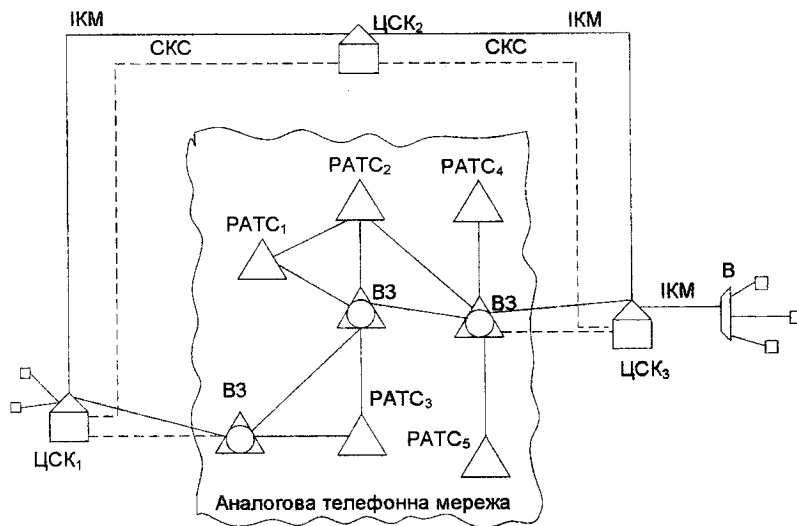 ІКМ
ЦСК₂
ІКМ
СКС
СКС
РАТС₂
РАТС₄
РАТС₁
ВЗ
ВЗ
ІКМ
В
ЦСК₃
ВЗ
РАТС₃
РАТС₅
ЦСК₁
Аналогова телефонна мережа